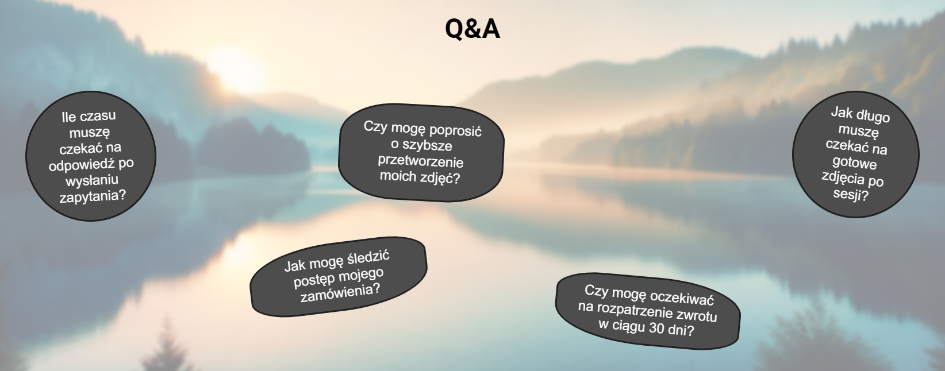 Q&A
Ile czasu
muszę
czekać na
odpowiedź po
wysłaniu
zapytania?
Czy mogę poprosić
o szybsze
przetworzenie
moich zdjęć?
Jak długo
muszę
czekać na
gotowe
zdjęcia po
sesji?
Jak mogę śledzić
postęp mojego
zamówienia?
Czy mogę oczekiwać
na rozpatrzenie zwrotu
w ciągu 30 dni?